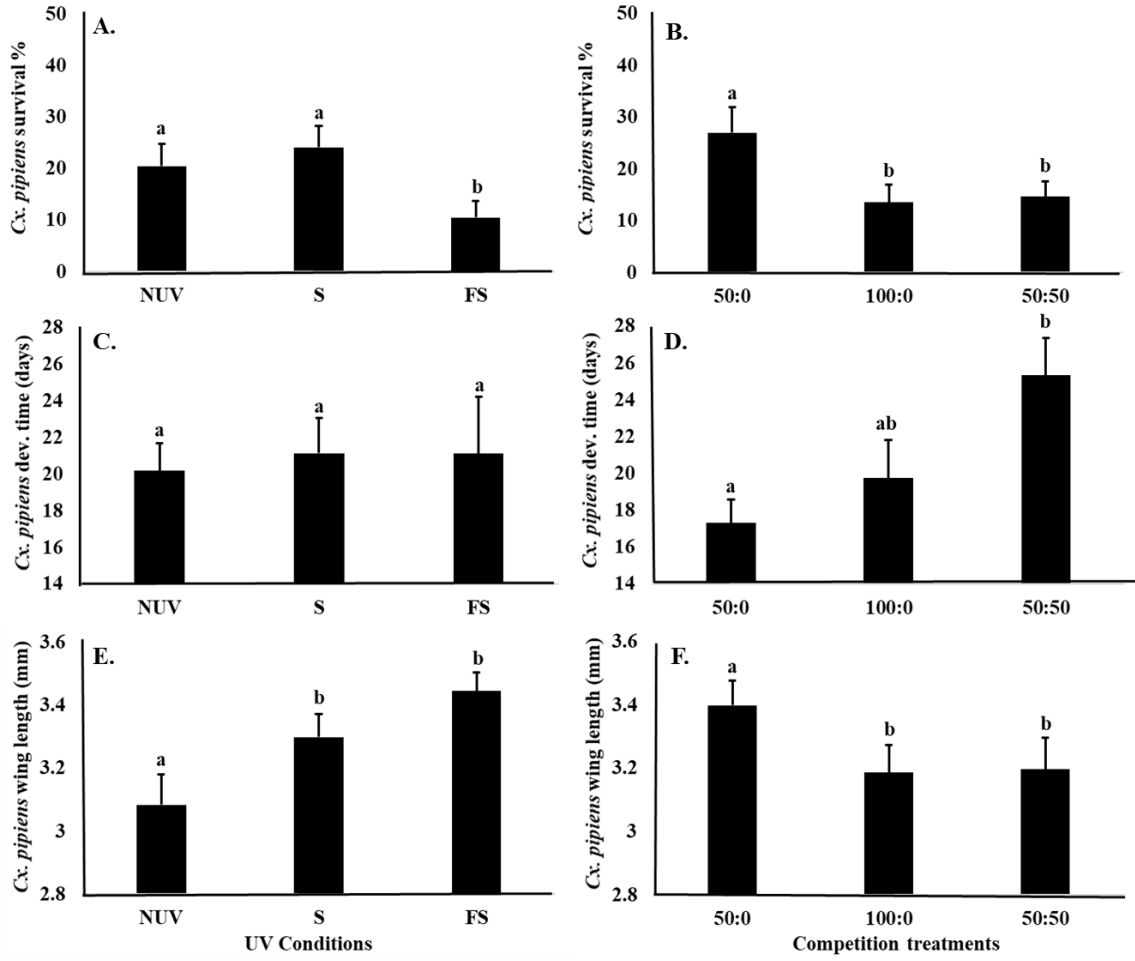 A.
Cx. pipiens survival %
50
40
30
20
10
0
a
a
b
NUV S FS
B.
Cx. pipiens survival %
50
40
30
20
10
0
a
b
b
50:0 100:0 50:50
C.
Cx. pipiens dev. time (days)
28
26
24
22
20
18
16
14
a
a
a
NUV S FS
D.
Cx. pipiens dev. time (days)
28
26
24
22
20
18
16
14
a
ab
b
50:0 100:0 50:50
E.
Cx. pipiens wing length (mm)
3.6
3.4
3.2
3
2.8
a
b
b
NUV S FS
UV Conditions
F.
Cx. pipiens wing length (mm)
3.6
3.4
3.2
3
2.8
a
b
b
50:0 100:0 50:50
Competition treatments